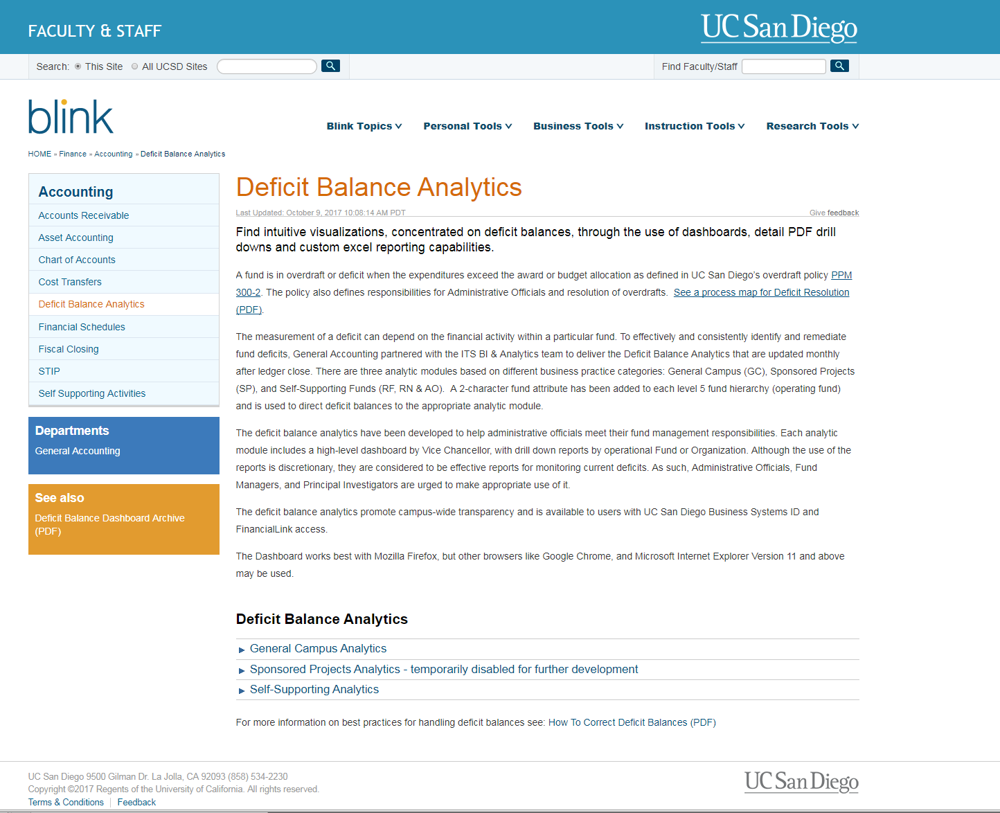 FACULTY & STAFF
UC San Diego
Search: This Site All UCSD Sites
Find Faculty/Staff
blink
Blink Topics Personal Tools Business Tools Instruction Tools Research Tools
HOME » Finance » Accounting » Deficit Balance Analytics
Accounting
Accounts Receivable
Asset Accounting
Chart of Accounts
Cost Transfers
Deficit Balance Analytics
Financial Schedules
Fiscal Closing
STIP
Self Supporting Activities
Departments
General Accounting
See also
Deficit Balance Dashboard Archive
(PDF)
Deficit Balance Analytics
Last Updated: October 9, 2017 10:08:14 AM PDT
Give feedback
Find intuitive visualizations, concentrated on deficit balances, through the use of dashboards, detail PDF drill
downs and custom excel reporting capabilities.
A fund is in overdraft or deficit when the expenditures exceed the award or budget allocation as defined in UC San Diego’s overdraft policy PPM
300-2. The policy also defines responsibilities for Administrative Officials and resolution of overdrafts. See a process map for Deficit Resolution
(PDF).
The measurement of a deficit can depend on the financial activity within a particular fund. To effectively and consistently identify and remediate
fund deficits, General Accounting partnered with the ITS BI & Analytics team to deliver the Deficit Balance Analytics that are updated monthly
after ledger close. There are three analytic modules based on different business practice categories: General Campus (GC), Sponsored Projects
(SP), and Self-Supporting Funds (RF, RN & AO). A 2-character fund attribute has been added to each level 5 fund hierarchy (operating fund)
and is used to direct deficit balances to the appropriate analytic module.
The deficit balance analytics have been developed to help administrative officials meet their fund management responsibilities. Each analytic
module includes a high-level dashboard by Vice Chancellor, with drill down reports by operational Fund or Organization. Although the use of the
reports is discretionary, they are considered to be effective reports for monitoring current deficits. As such, Administrative Officials, Fund
Managers, and Principal Investigators are urged to make appropriate use of it.
The deficit balance analytics promote campus-wide transparency and is available to users with UC San Diego Business Systems ID and
FinancialLink access.
The Dashboard works best with Mozilla Firefox, but other browsers like Google Chrome, and Microsoft Internet Explorer Version 11 and above
may be used.
Deficit Balance Analytics
General Campus Analytics
Sponsored Projects Analytics - temporarily disabled for further development
Self-Supporting Analytics
For more information on best practices for handling deficit balances see: How To Correct Deficit Balances (PDF)
UC San Diego 9500 Gilman Dr. La Jolla, CA 92093 (858) 534-2230
Copyright ©2017 Regents of the University of California. All rights reserved.
Terms & Conditions Feedback
UC San Diego